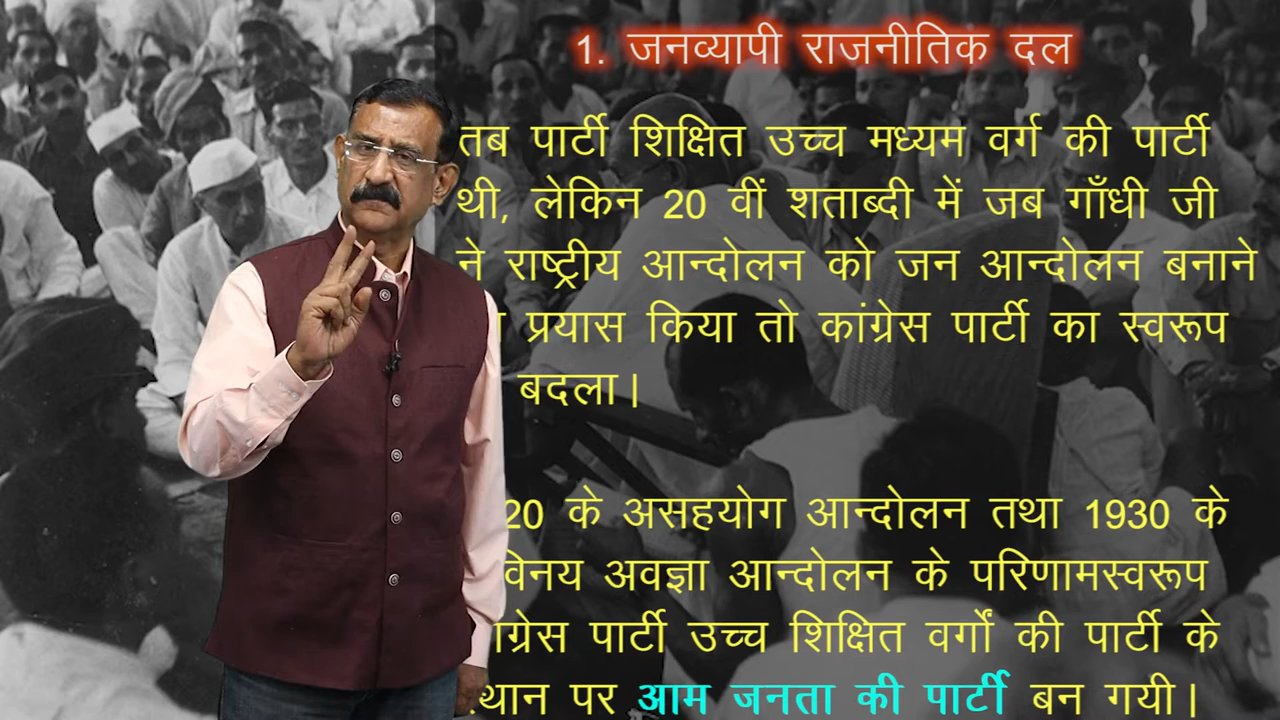 1. जनव्यापी राजनीतिक दल
तब पार्टी शिक्षित उच्च मध्यम वर्ग की पार्टी
थी, लेकिन 20 वीं शताब्दी में जब गाँधी जी
ने राष्ट्रीय आन्दोलन को जन आन्दोलन बनाने
प्रयास किया तो कांग्रेस पार्टी का स्वरूप
बदला।
20 के असहयोग आन्दोलन तथा 1930 के
विनय अवज्ञा आन्दोलन के परिणामस्वरूप
ग्रेस पार्टी उच्च शिक्षित वर्गों की पार्टी के
पर आम जनता की पार्टी बन गयी।